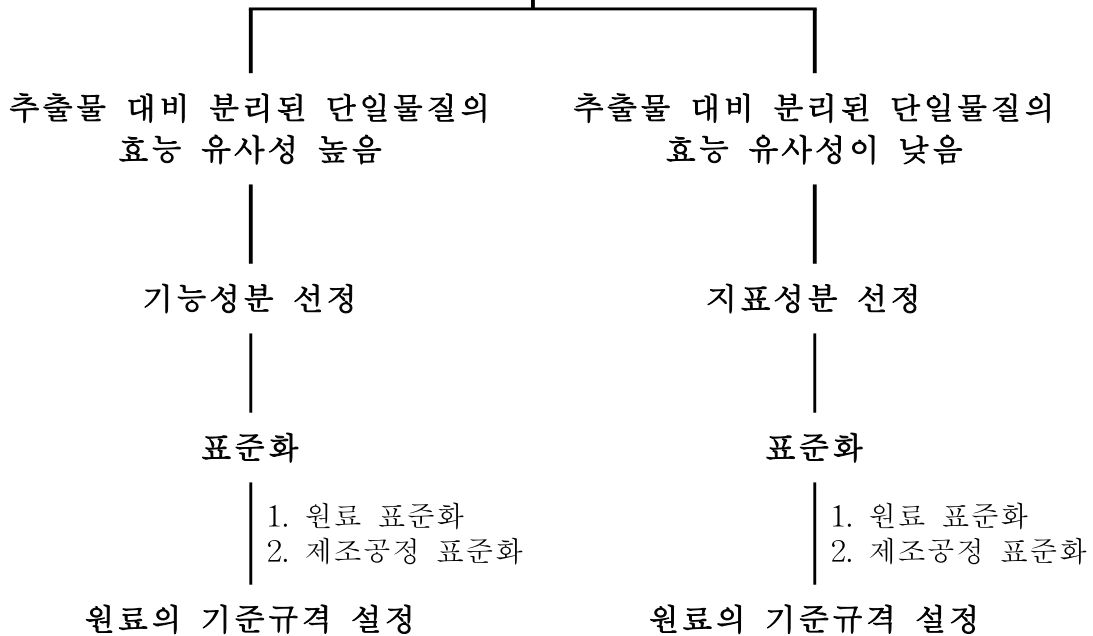 추출물 대비 분리된 단일물질의
효능 유사성 높음
기능성분 선정
표준화
1. 원료 표준화
2. 제조공정 표준화
원료의 기준규격 설정
추출물 대비 분리된 단일물질의
효능 유사성이 낮음
지표성분 선정
표준화
1. 원료 표준화
2. 제조공정 표준화
원료의 기준규격 설정